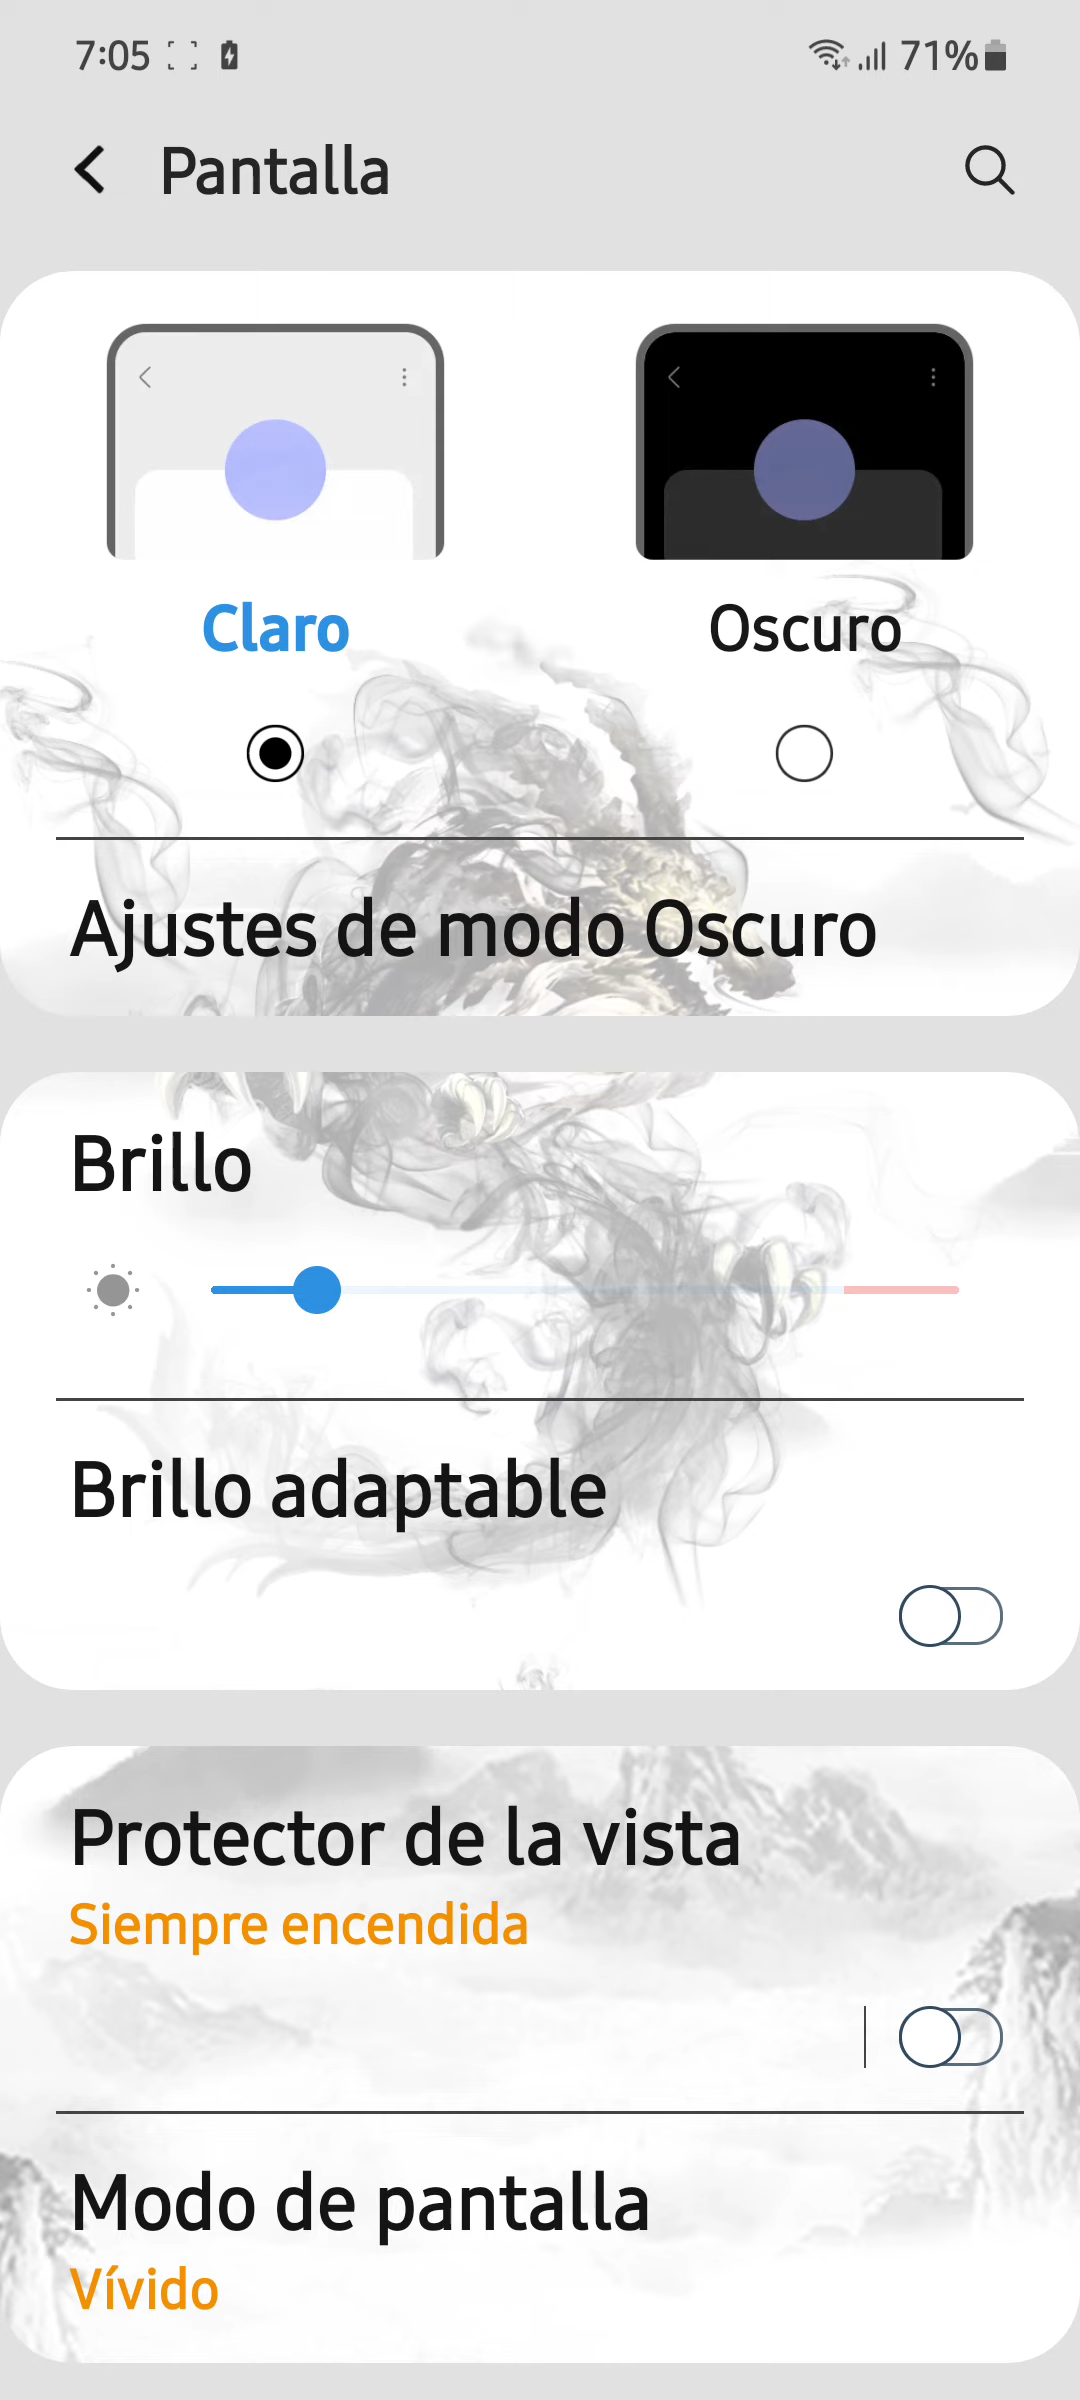 7:05 71%
Pantalla
Claro Oscuro
Ajustes de modo Oscuro
Brillo
Brillo adaptable
Protector de la vista
Siempre encendida
Modo de pantalla
Vívido